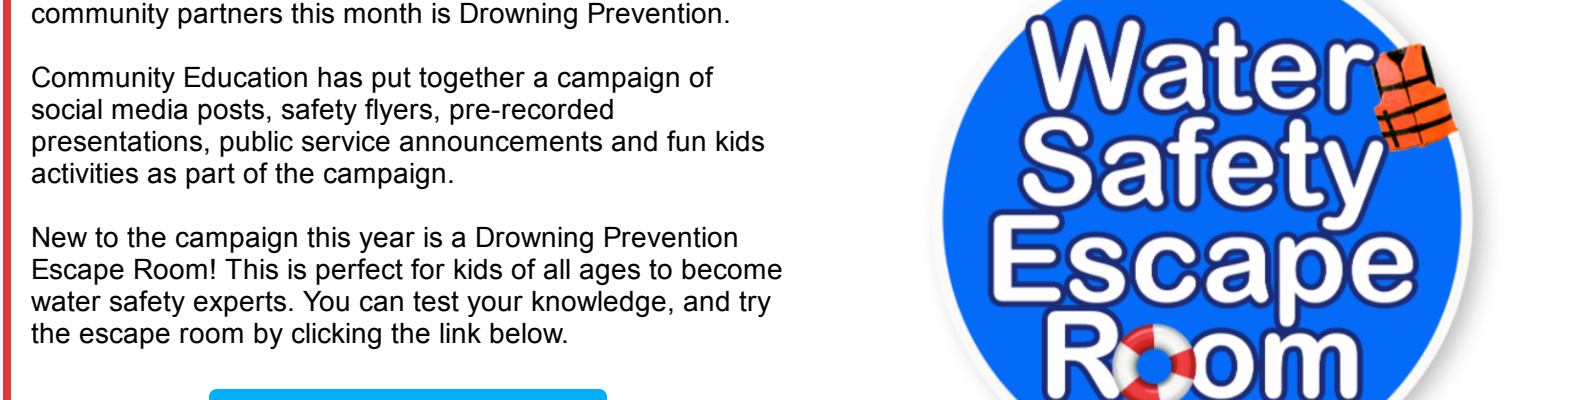 community partners this month is Drowning Prevention.
Community Education has put together a campaign of
social media posts, safety flyers, pre-recorded
presentations, public service announcements and fun kids
activities as part of the campaign.
New to the campaign this year is a Drowning Prevention
Escape Room! This is perfect for kids of all ages to become
water safety experts. You can test your knowledge, and try
the escape room by clicking the link below.
Water
Safety
Escape
Room